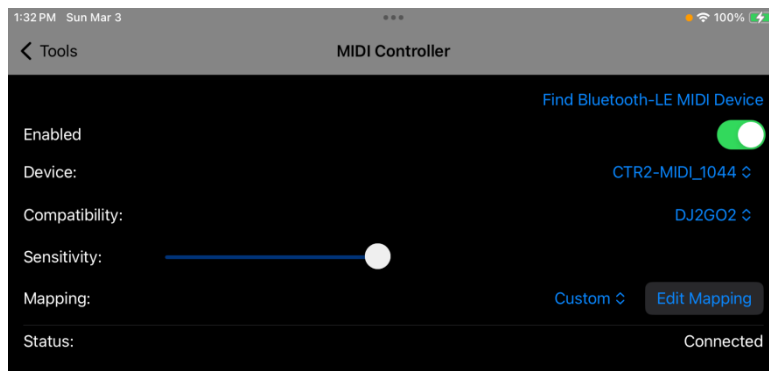 1:32 PM Sun Mar 3 100%
Tools MIDI Controller
Find Bluetooth-LE MIDI Device
Enabled
Device: CTR2-MIDI_1044
Compatibility: DJ2GO2
Sensitivity:
Mapping: Custom Edit Mapping
Status: Connected